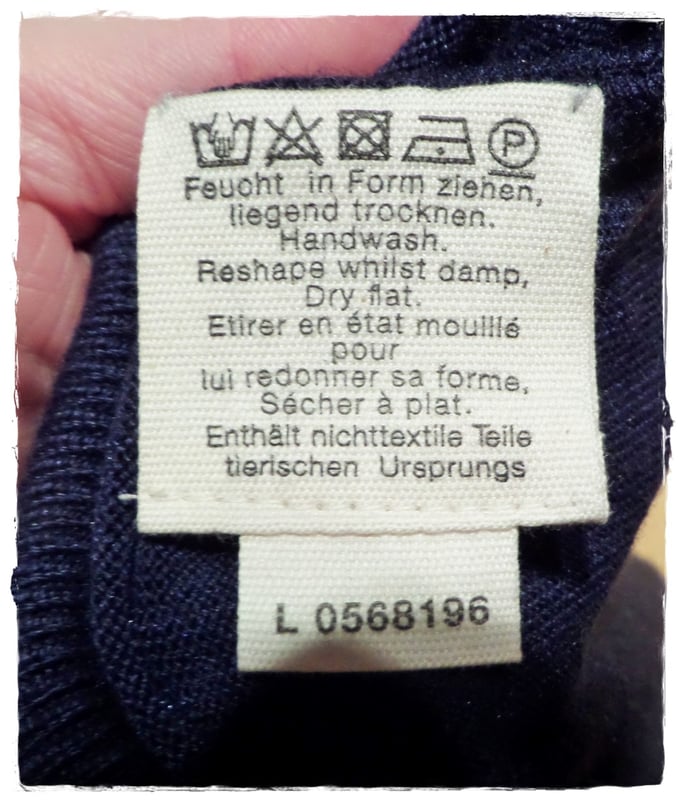 P
Feucht in Form ziehen,
liegend trocknen.
Handwash.
Reshape whilst damp,
Dry flat.
Etirer en état mouillé
pour
lui redonner sa forme,
Sécher à plat.
Enthält nichttextile Teile
tierischen Ursprungs
L 0568196